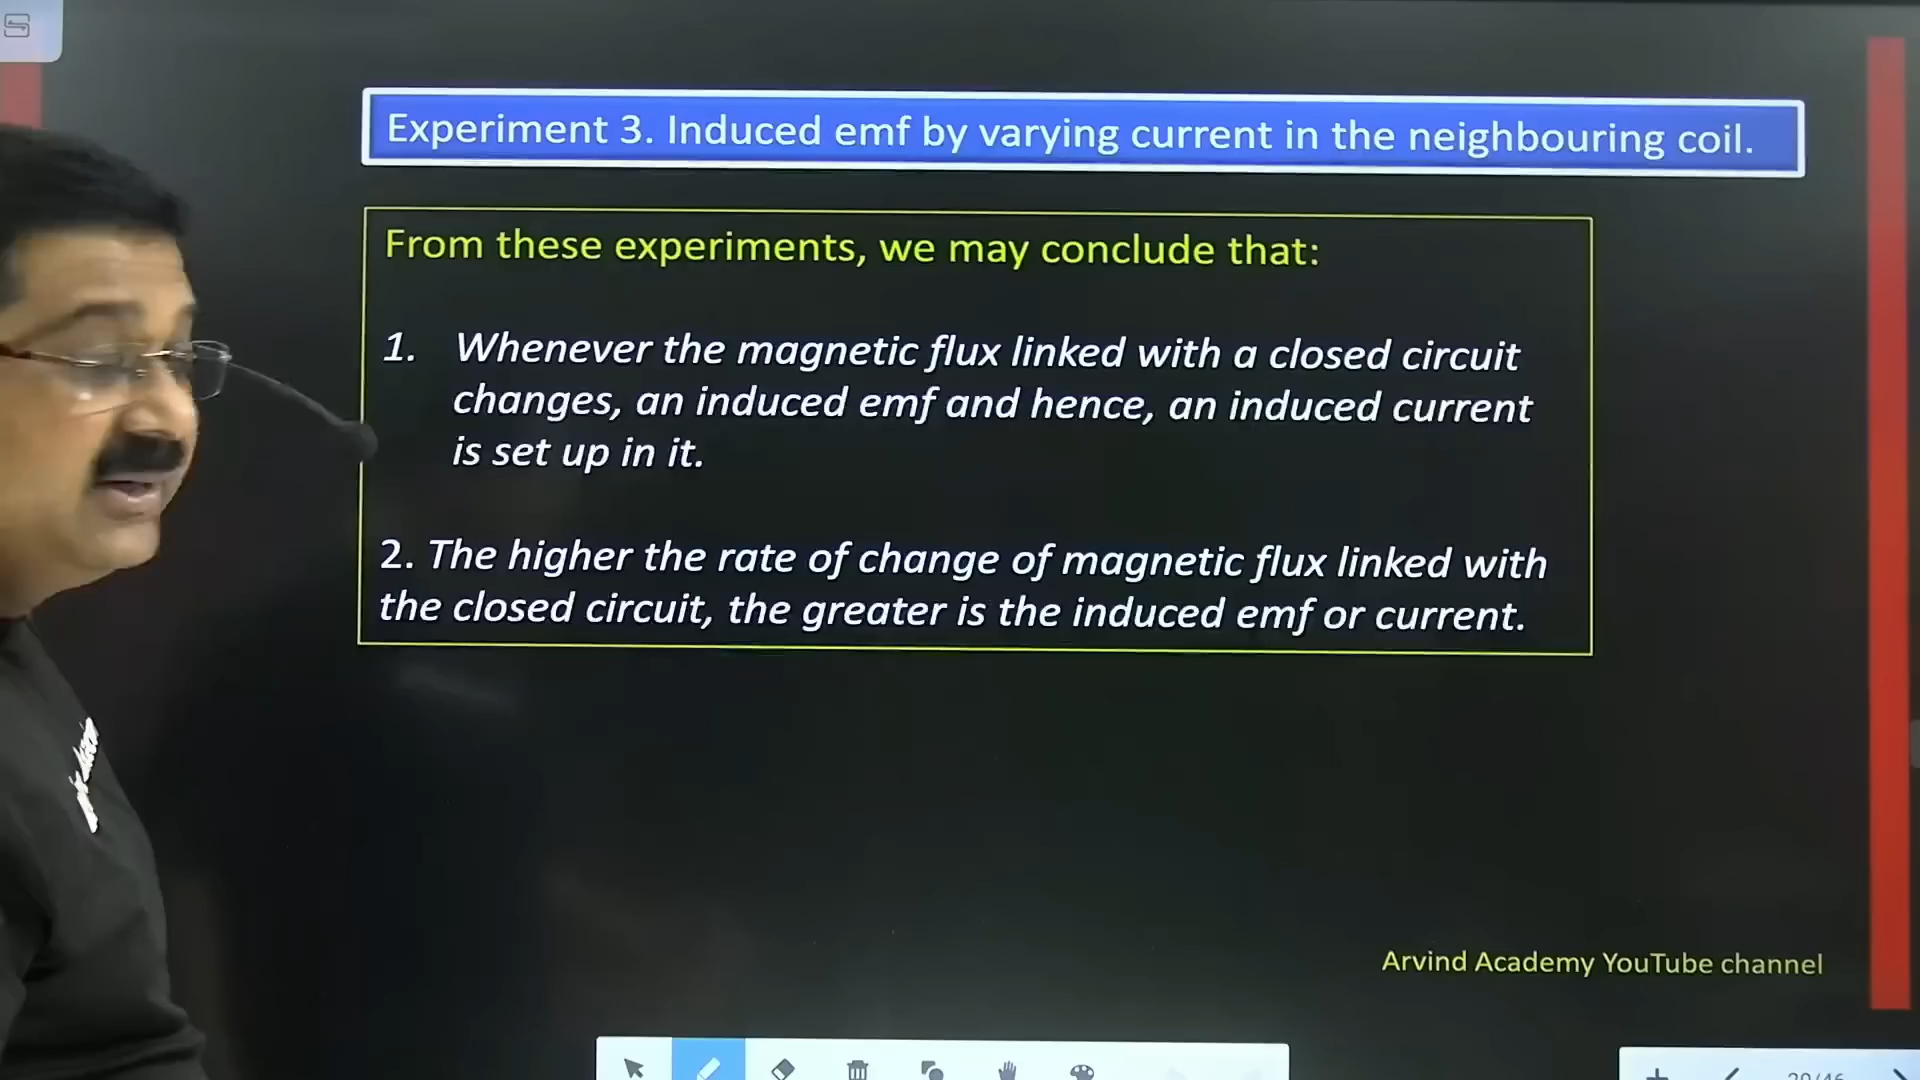 Experiment 3. Induced emf by varying current in the neighbouring coil.
From these experiments, we may conclude that:
1. Whenever the magnetic flux linked with a closed circuit
changes, an induced emf and hence, an induced current
is set up in it.
2. The higher the rate of change of magnetic flux linked with
the closed circuit, the greater is the induced emf or current.
Arvind Academy YouTube channel